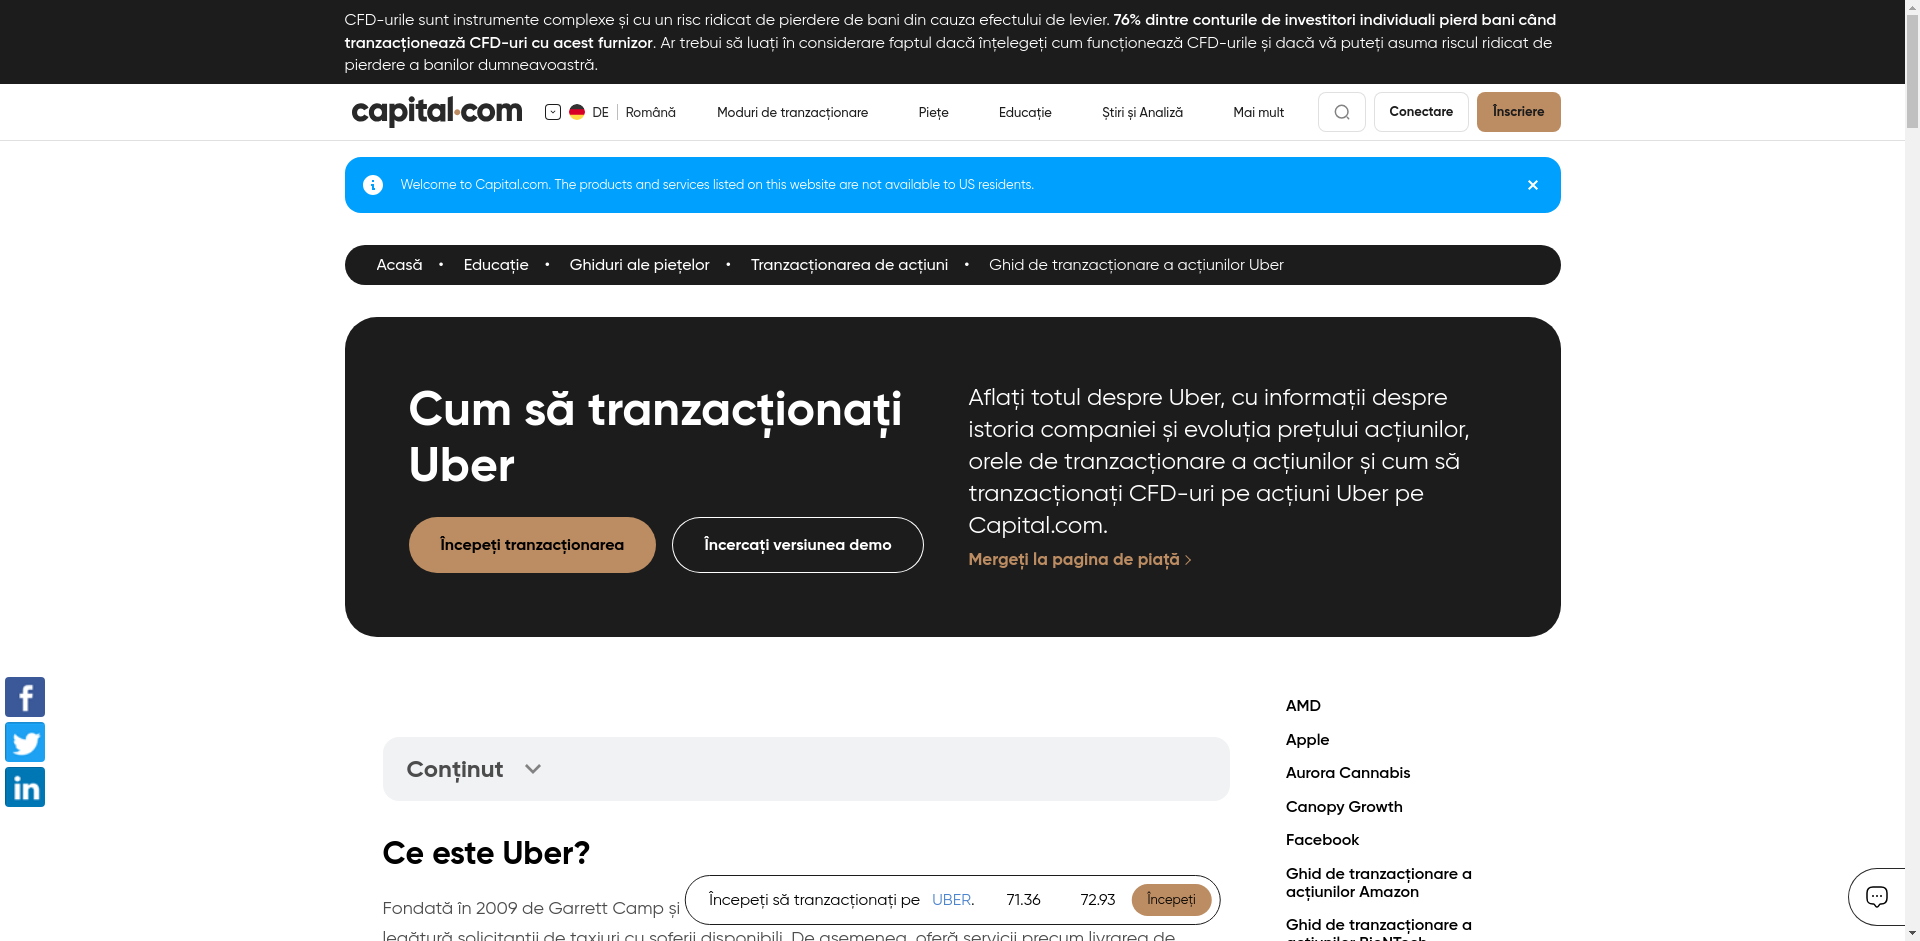 CFD-urile sunt instrumente complexe și cu un risc ridicat de pierdere de bani din cauza efectului de levier. 76% dintre conturile de investitori individuali pierd bani când
tranzacționează CFD-uri cu acest furnizor. Ar trebui să luați în considerare faptul dacă înțelegeți cum funcționează CFD-urile și dacă vă puteți asuma riscul ridicat de
pierdere a banilor dumneavoastră.
capital.com
DE
Română
Moduri de tranzacționare
Piețe
Educație
Știri și Analiză
Mai mult
Conectare
Înscriere
Welcome to Capital.com. The products and services listed on this website are not available to US residents.
Acasă • Educație • Ghiduri ale piețelor • Tranzacționarea de acțiuni • Ghid de tranzacționare a acțiunilor Uber
Cum să tranzacționați
Uber
Începeți tranzacționarea
Încercați versiunea demo
Aflați totul despre Uber, cu informații despre
istoria companiei și evoluția prețului acțiunilor,
orele de tranzacționare a acțiunilor și cum să
tranzacționați CFD-uri pe acțiuni Uber pe
Capital.com.
Mergeți la pagina de piață
Conținut
Ce este Uber?
Fondată în 2009 de Garrett Camp și
legătură solicitanții de taxiuri cu șoferii disponibili. De asemenea, oferă servicii precum livrarea de
Începeți să tranzacționați pe UBER. 71.36 72.93 Începeți
AMD
Apple
Aurora Cannabis
Canopy Growth
Facebook
Ghid de tranzacționare a
acțiunilor Amazon
Ghid de tranzacționare a
acțiunilor BioNTech